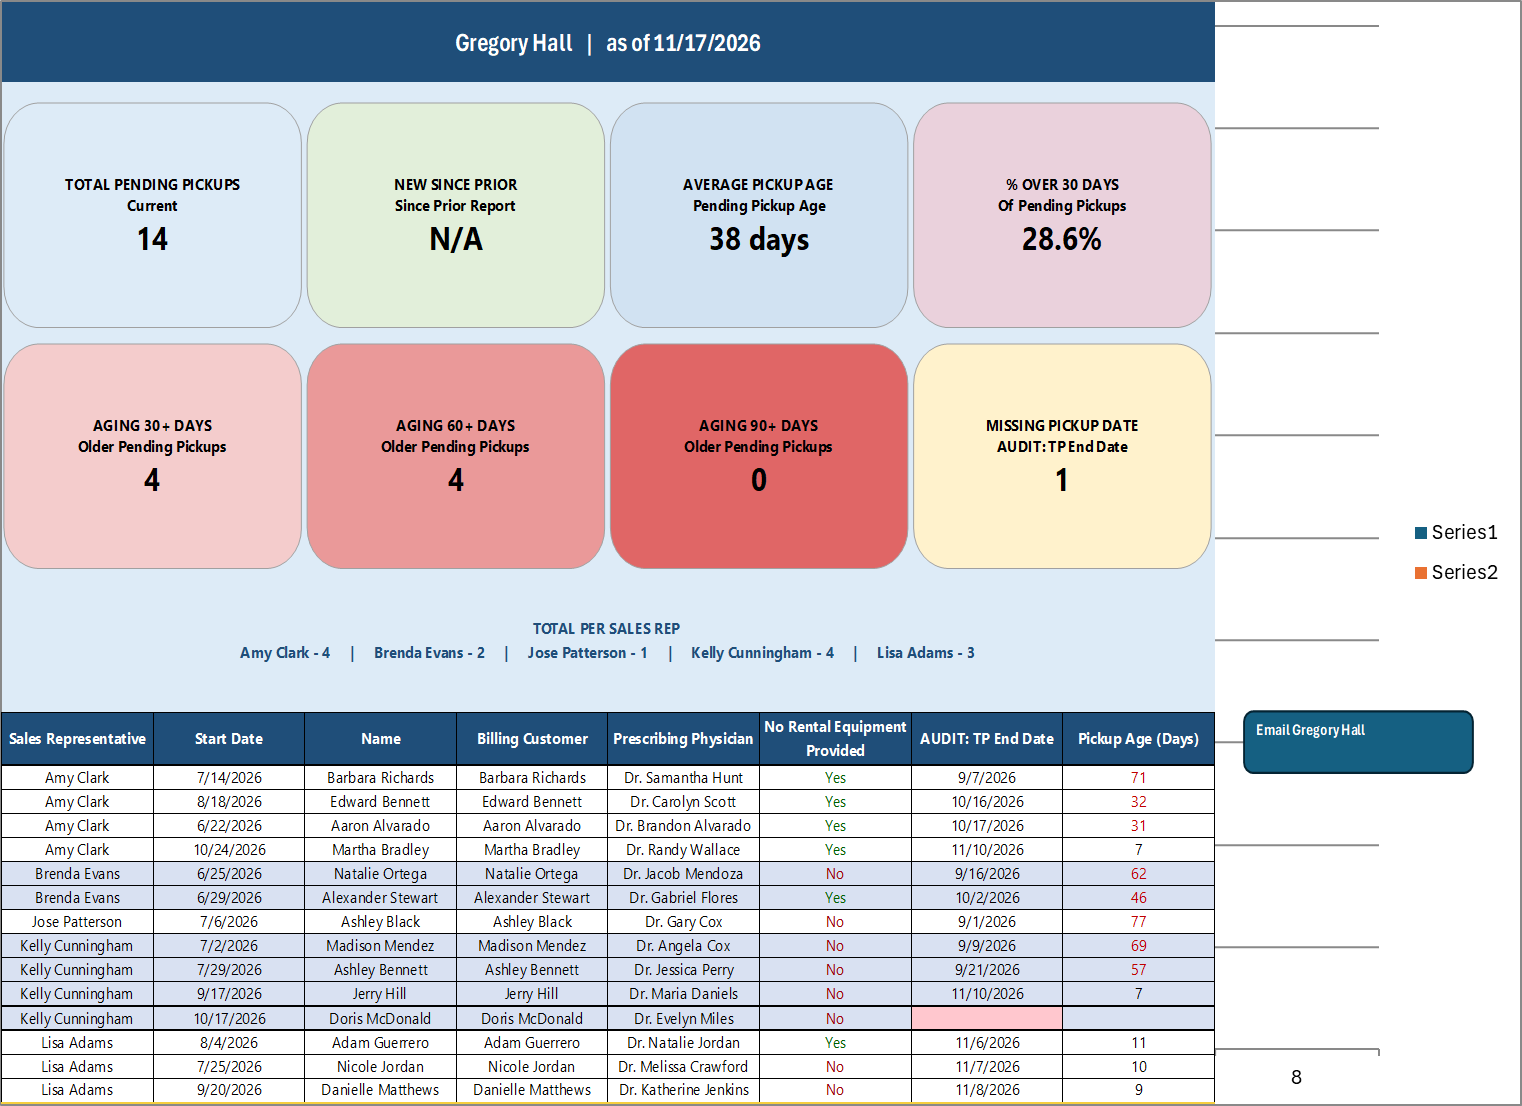 Gregory Hall | as of 11/17/2026
TOTAL PENDING PICKUPS
Current
14
NEW SINCE PRIOR
Since Prior Report
N/A
AVERAGE PICKUP AGE
Pending Pickup Age
38 days
% OVER 30 DAYS
Of Pending Pickups
28.6%
AGING 30+ DAYS
Older Pending Pickups
4
AGING 60+ DAYS
Older Pending Pickups
4
AGING 90+ DAYS
Older Pending Pickups
0
MISSING PICKUP DATE
AUDIT: TP End Date
1
Series1
Series2
TOTAL PER SALES REP
Amy Clark - 4 | Brenda Evans - 2 | Jose Patterson - 1 | Kelly Cunningham - 4 | Lisa Adams - 3
Email Gregory Hall
Sales Representative Start Date Name Billing Customer Prescribing Physician No Rental Equipment Provided AUDIT: TP End Date Pickup Age (Days)
Amy Clark 7/14/2026 Barbara Richards Barbara Richards Dr. Samantha Hunt Yes 9/7/2026 71
Amy Clark 8/18/2026 Edward Bennett Edward Bennett Dr. Carolyn Scott Yes 10/16/2026 32
Amy Clark 6/22/2026 Aaron Alvarado Aaron Alvarado Dr. Brandon Alvarado Yes 10/17/2026 31
Amy Clark 10/24/2026 Martha Bradley Martha Bradley Dr. Randy Wallace Yes 11/10/2026 7
Brenda Evans 6/25/2026 Natalie Ortega Natalie Ortega Dr. Jacob Mendoza No 9/16/2026 62
Brenda Evans 6/29/2026 Alexander Stewart Alexander Stewart Dr. Gabriel Flores Yes 10/2/2026 46
Jose Patterson 7/6/2026 Ashley Black Ashley Black Dr. Gary Cox No 9/1/2026 77
Kelly Cunningham 7/2/2026 Madison Mendez Madison Mendez Dr. Angela Cox No 9/9/2026 69
Kelly Cunningham 7/29/2026 Ashley Bennett Ashley Bennett Dr. Jessica Perry No 9/21/2026 57
Kelly Cunningham 9/17/2026 Jerry Hill Jerry Hill Dr. Maria Daniels No 11/10/2026 7
Kelly Cunningham 10/17/2026 Doris McDonald Doris McDonald Dr. Evelyn Miles No
Lisa Adams 8/4/2026 Adam Guerrero Adam Guerrero Dr. Natalie Jordan Yes 11/6/2026 11
Lisa Adams 7/25/2026 Nicole Jordan Nicole Jordan Dr. Melissa Crawford No 11/7/2026 10
Lisa Adams 9/20/2026 Danielle Matthews Danielle Matthews Dr. Katherine Jenkins No 11/8/2026 9
8